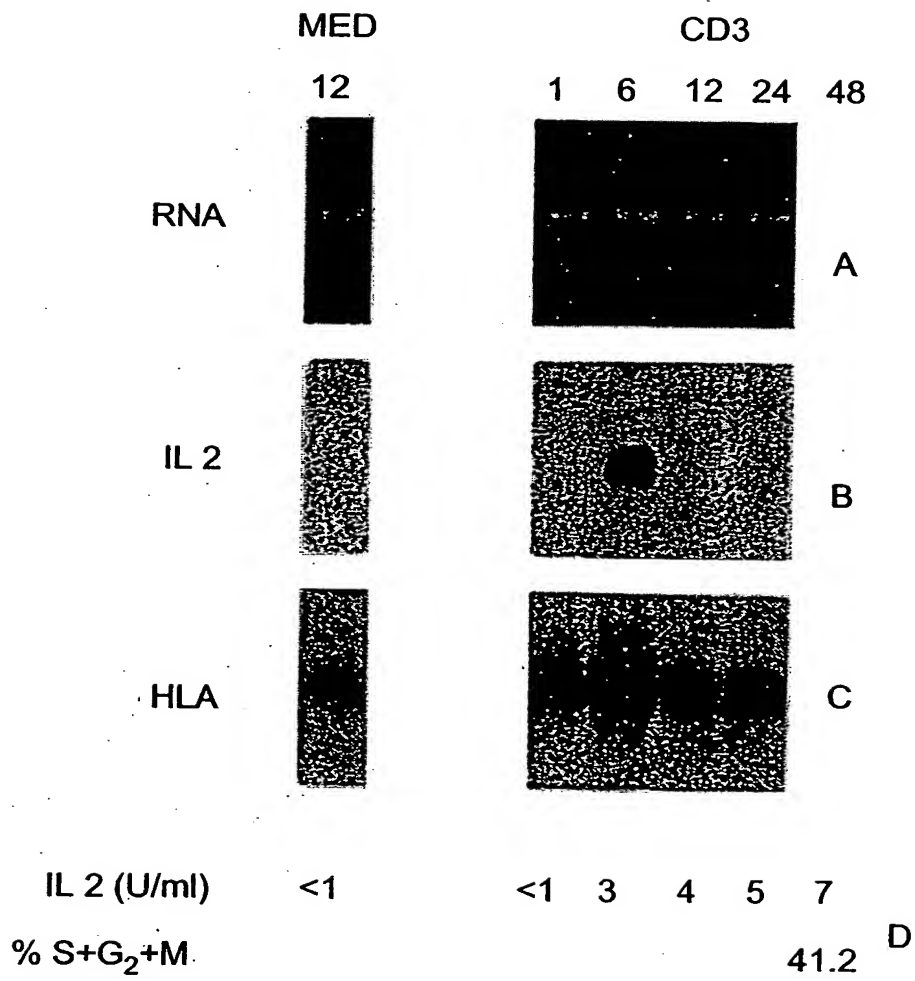 MED CD3
12 1 6 12 24 48
RNA
A
IL 2
B
HLA
C
IL 2 (U/ml) <1 <1 3 4 5 7
D
% S+G₂+M 41.2